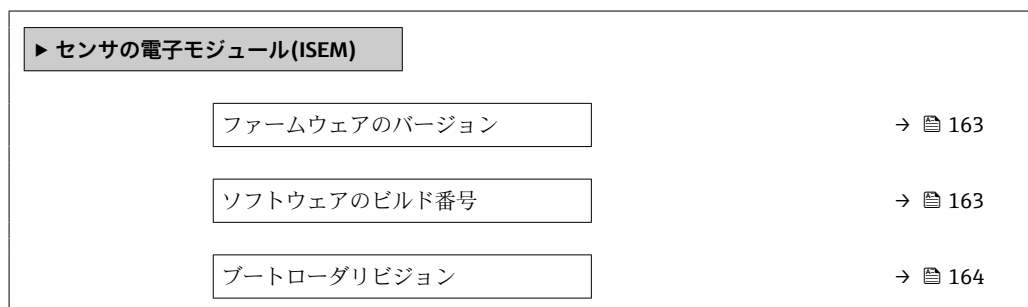 ▶ センサの電子モジュール(ISEM)
ファームウェアのバージョン → 163
ソフトウェアのビルド番号 → 163
ブートローダリビジョン → 164